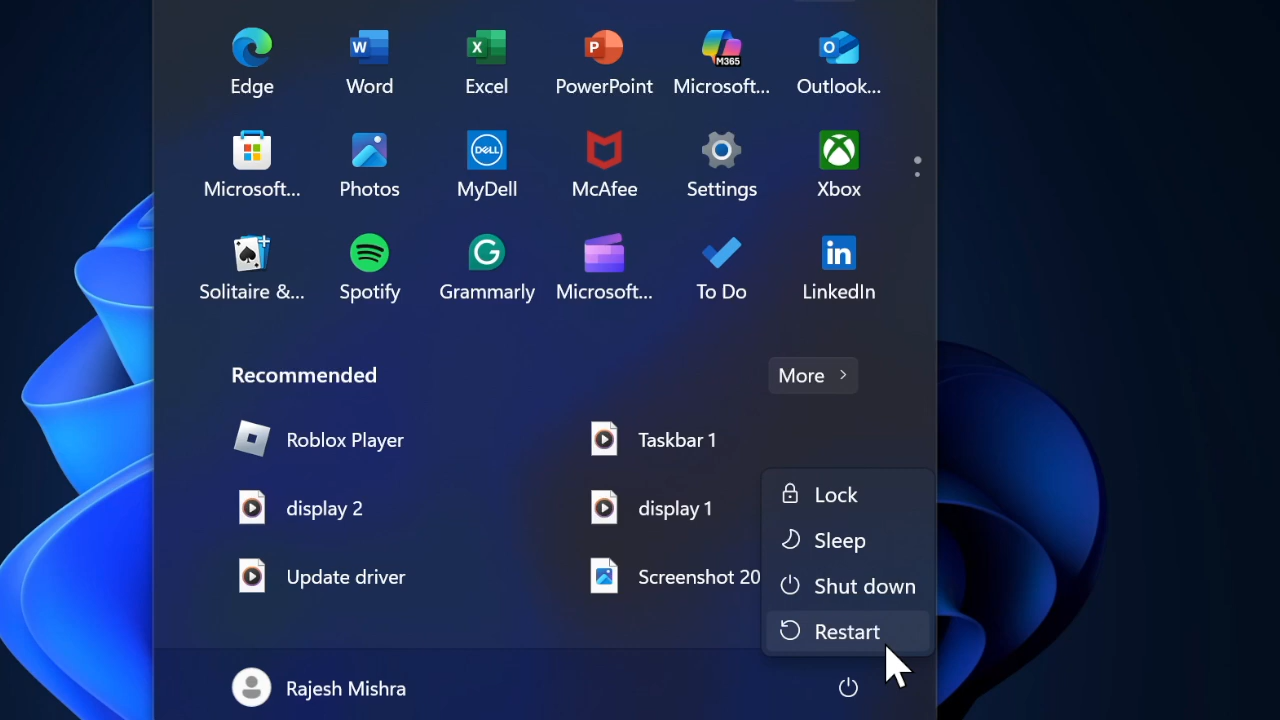 W
X
P
M365
O
Edge
Word
Excel
PowerPoint
Microsoft...
Outlook...
DELL
Microsoft...
Photos
MyDell
McAfee
Settings
Xbox
G
in
Solitaire &...
Spotify
Grammarly
Microsoft...
To Do
LinkedIn
Recommended
More >
Roblox Player
Taskbar 1
display 2
display 1
Update driver
Screenshot 20
Lock
Sleep
Shut down
Restart
Rajesh Mishra